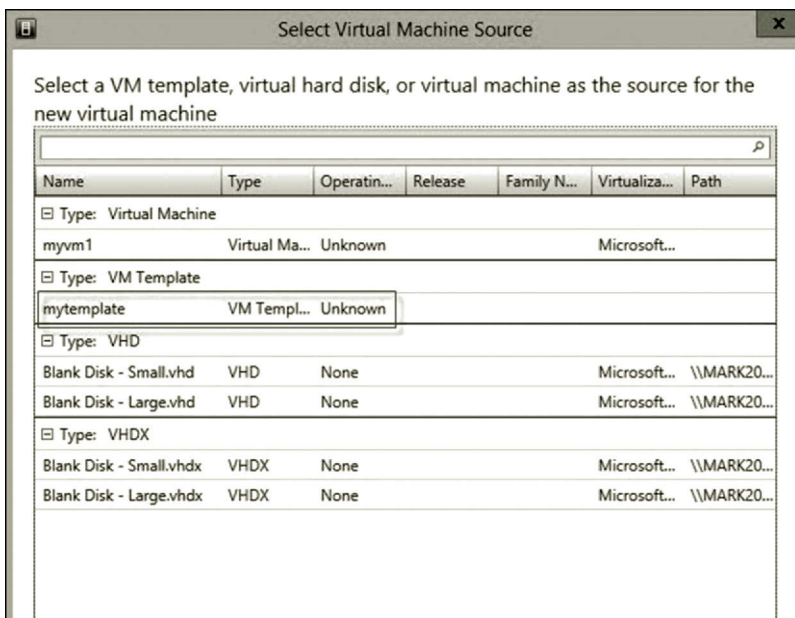 Select Virtual Machine Source
x
Select a VM template, virtual hard disk, or virtual machine as the source for the
new virtual machine
Name Type Operatin... Release Family N... Virtualiza... Path
Type: Virtual Machine
myvm1 Virtual Ma... Unknown Microsoft...
Type: VM Template
mytemplate VM Templ... Unknown
Type: VHD
Blank Disk - Small.vhd VHD None Microsoft... \\MARK20...
Blank Disk - Large.vhd VHD None Microsoft... \\MARK20...
Type: VHDX
Blank Disk - Small.vhdx VHDX None Microsoft... \\MARK20...
Blank Disk - Large.vhdx VHDX None Microsoft... \\MARK20...